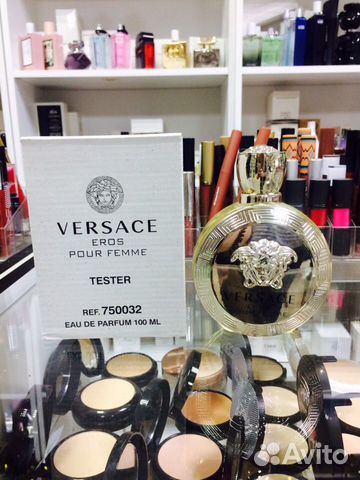 VERSACE
EROS
POUR FEMME
TESTER
REF. 750032
EAU DE PARFUM 100 ML
VERSACE
Avito